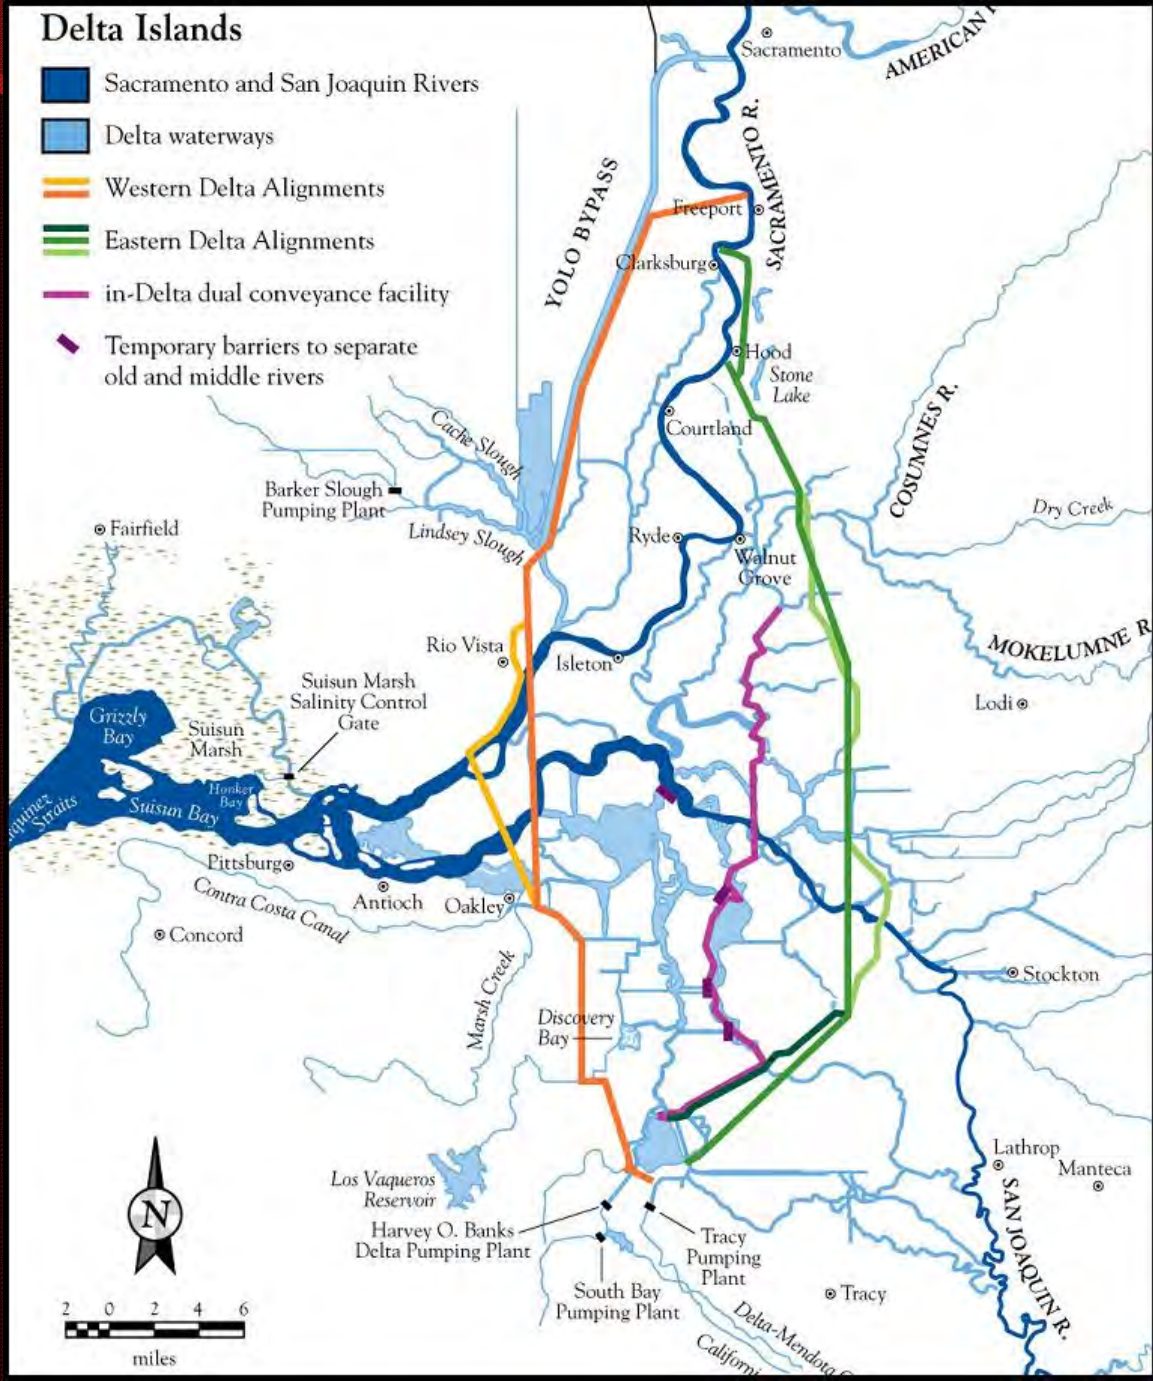 Delta Islands
Sacramento and San Joaquin Rivers
Delta waterways
Western Delta Alignments
Eastern Delta Alignments
in-Delta dual conveyance facility
Temporary barriers to separate
old and middle rivers
Sacramento
AMERICAN
SACRAMENTO R.
YOLO BYPASS
Freeport
Clarksburg
Hood
Stone
Lake
Courtland
Cache Slough
COSUMNES R.
Barker Slough
Pumping Plant
Dry Creek
Fairfield
Lindsey Slough
Ryde
Walnut
Grove
MOKELUMNE R
Rio Vista
Isleton
Suisun Marsh
Salinity Control
Gate
Lodi
Grizzly
Bay
Suisun
Marsh
Honker
Bay
Suisun Bay
quinez
Straits
Pittsburg
Contra Costa Canal
Antioch
Oakley
Concord
Marsh Creek
Stockton
Discovery
Bay
Lathrop
Manteca
Los Vaqueros
Reservoir
SAN JOAQUIN R.
Harvey O. Banks
Delta Pumping Plant
Tracy
Pumping
Plant
South Bay
Pumping Plant
Tracy
Delta-Mendota C
Californi
N
2 0 2 4 6
miles